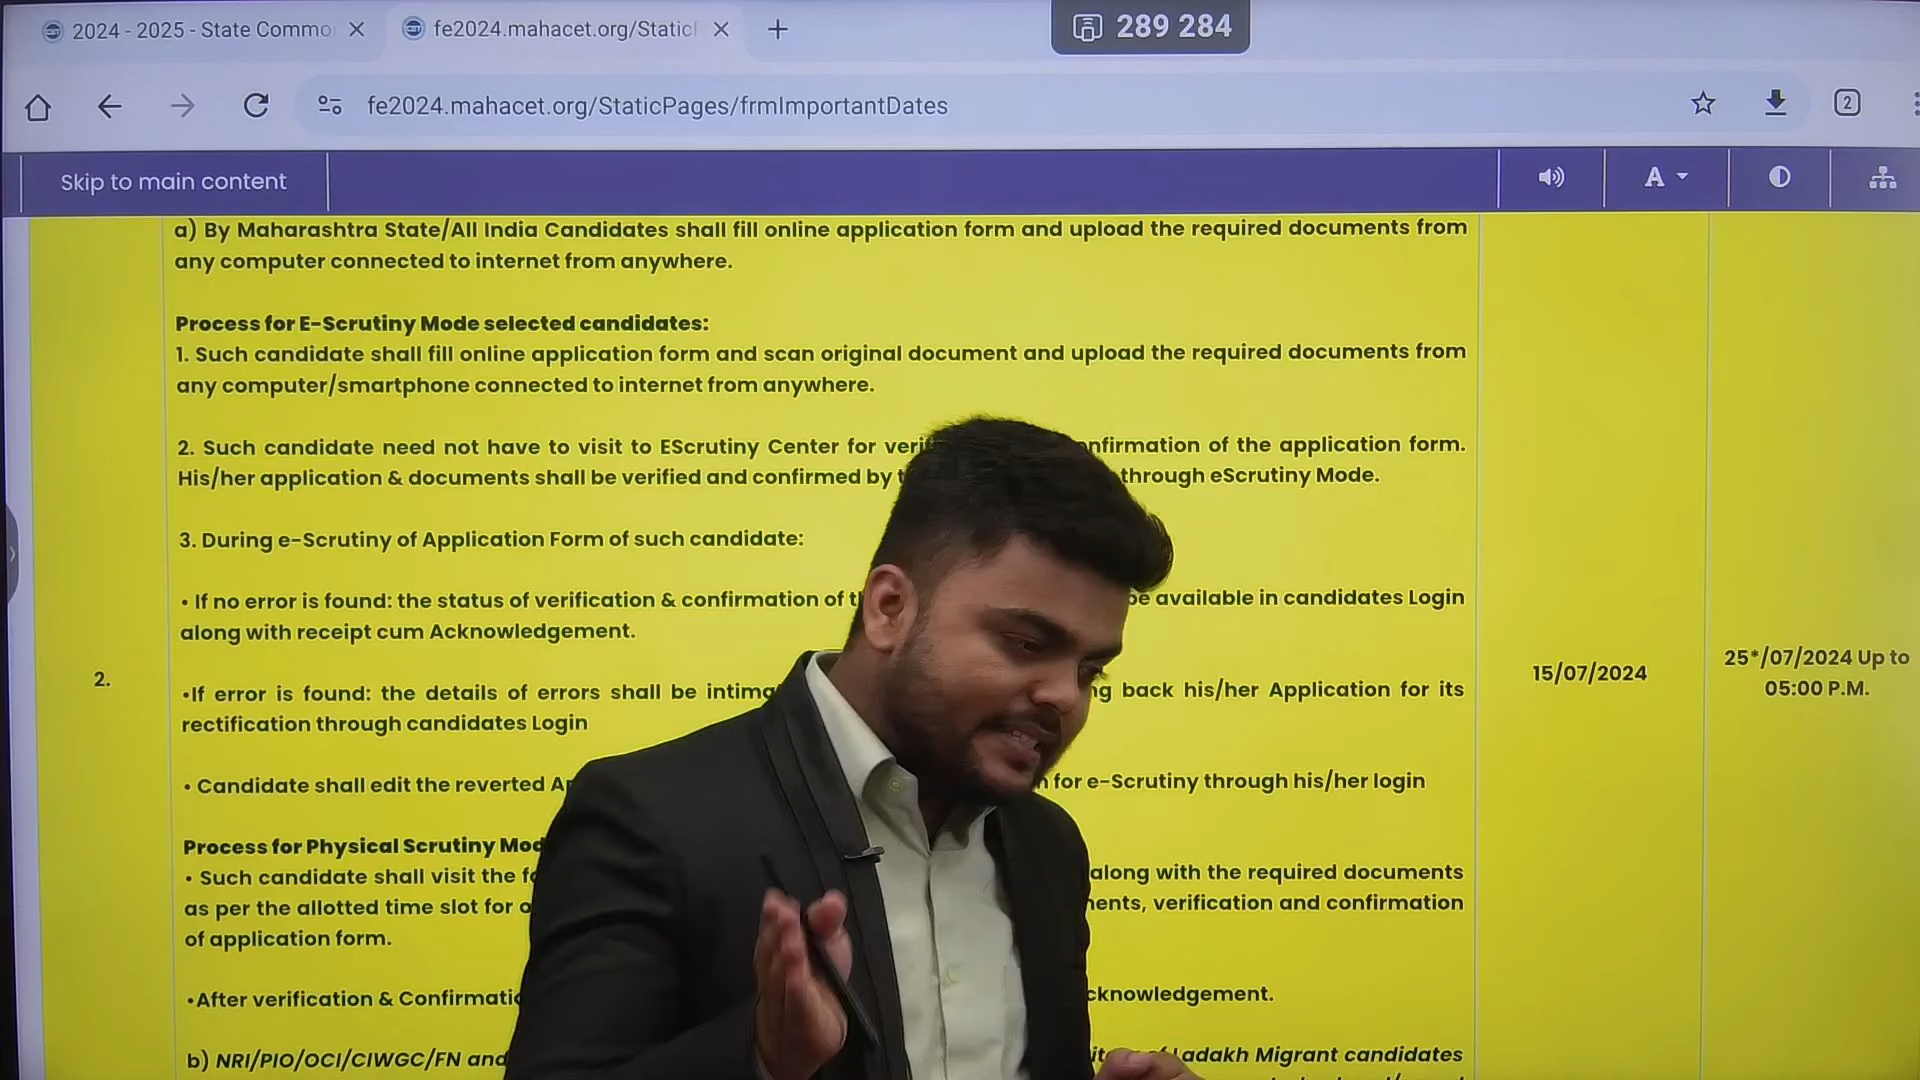 2024 - 2025 - State Commo
fe2024.mahacet.org/Static
289 284
fe2024.mahacet.org/StaticPages/frmImportantDates
2
Skip to main content
A
a) By Maharashtra State/All India Candidates shall fill online application form and upload the required documents from
any computer connected to internet from anywhere.
Process for E-Scrutiny Mode selected candidates:
1. Such candidate shall fill online application form and scan original document and upload the required documents from
any computer/smartphone connected to internet from anywhere.
2. Such candidate need not have to visit to EScrutiny Center for veri nfirmation of the application form.
His/her application & documents shall be verified and confirmed by through eScrutiny Mode.
3. During e-Scrutiny of Application Form of such candidate:
• If no error is found: the status of verification & confirmation of be available in candidates Login
along with receipt cum Acknowledgement.
2.
•If error is found: the details of errors shall be intima ng back his/her Application for its
rectification through candidates Login
15/07/2024
25*/07/2024 Up to
05:00 P.M.
• Candidate shall edit the reverted for e-Scrutiny through his/her login
Process for Physical Scrutiny Mod
• Such candidate shall visit the along with the required documents
as per the allotted time slot for ents, verification and confirmation
of application form.
•After verification & Confirmatic cknowledgement.
b) NRI/PIO/OCI/CIWGC/FN and of Ladakh Migrant candidates